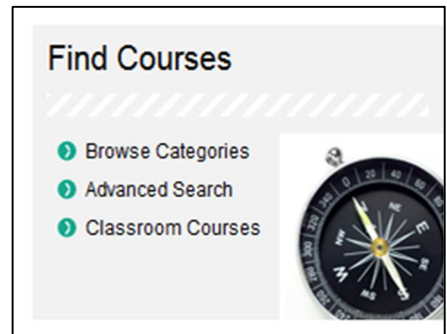 Find Courses
Browse Categories
Advanced Search
Classroom Courses